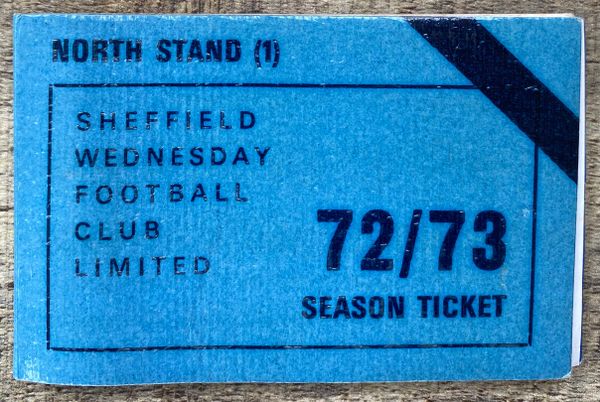 NORTH STAND (1)
SHEFFIELD
WEDNESDAY
FOOTBALL
CLUB
LIMITED
72/73
SEASON TICKET